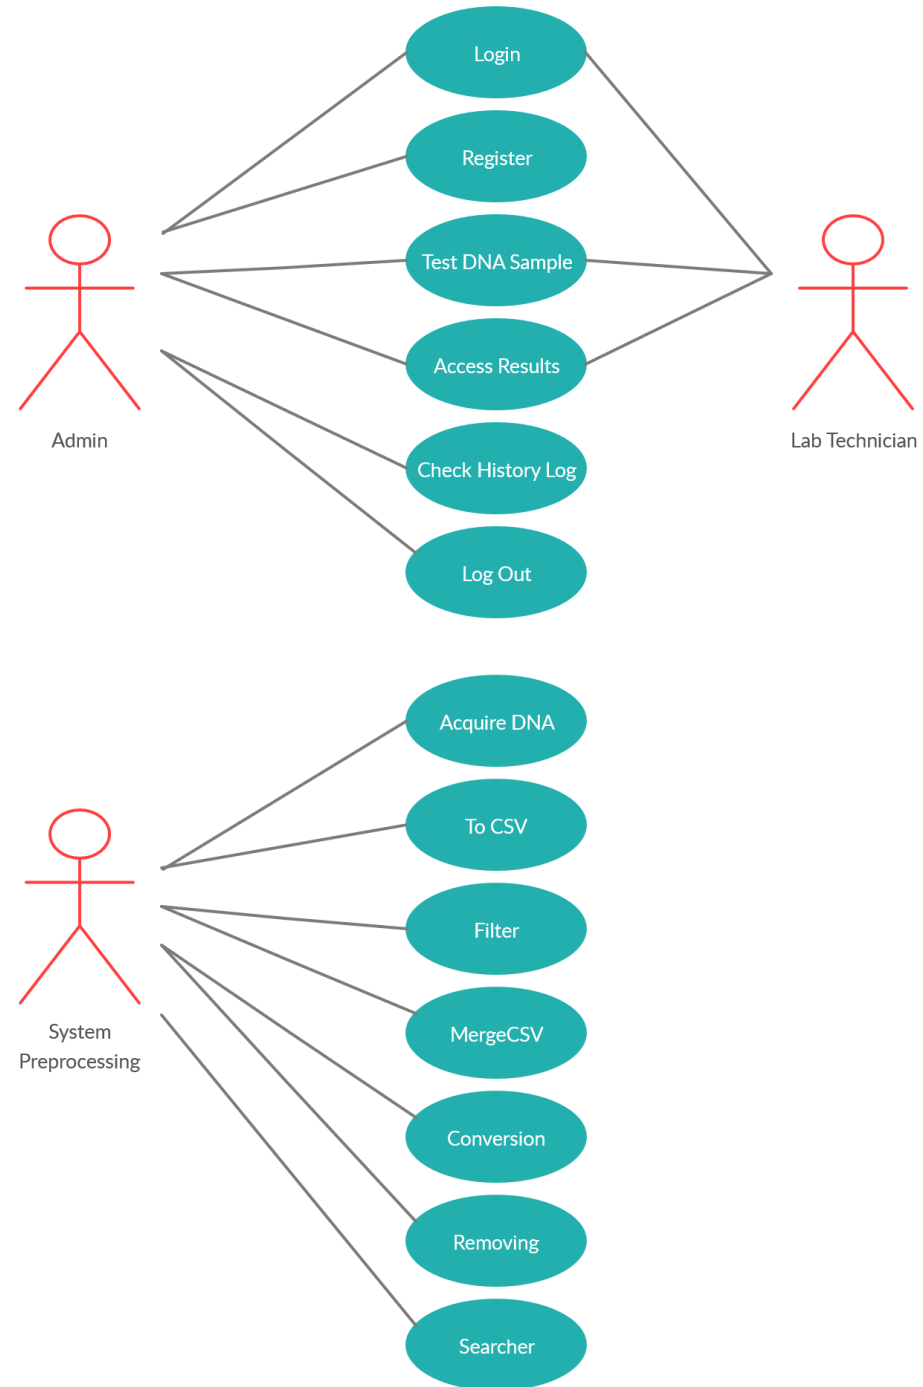 Login
Register
Test DNA Sample
Access Results
Admin
Lab Technician
Check History Log
Log Out
Acquire DNA
To CSV
Filter
System
Preprocessing
MergeCSV
Conversion
Removing
Searcher